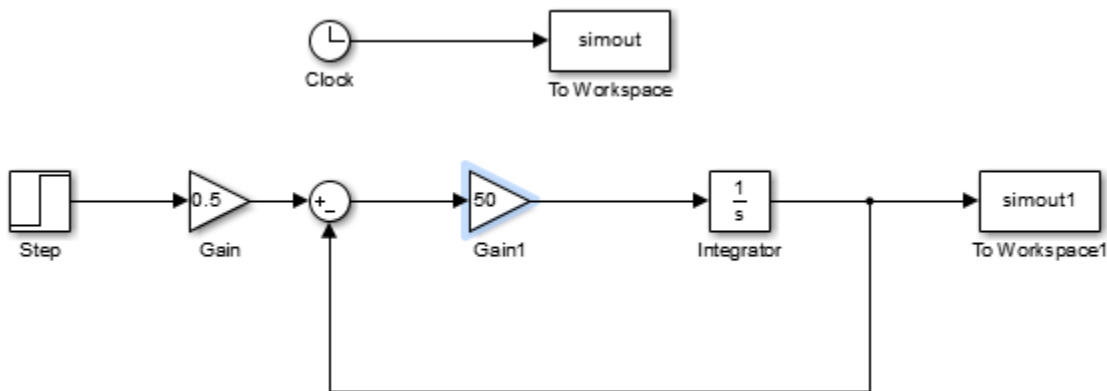 simout
Clock
To Workspace
0.5
+
−
50
1
s
simout1
Step
Gain
Gain1
Integrator
To Workspace1